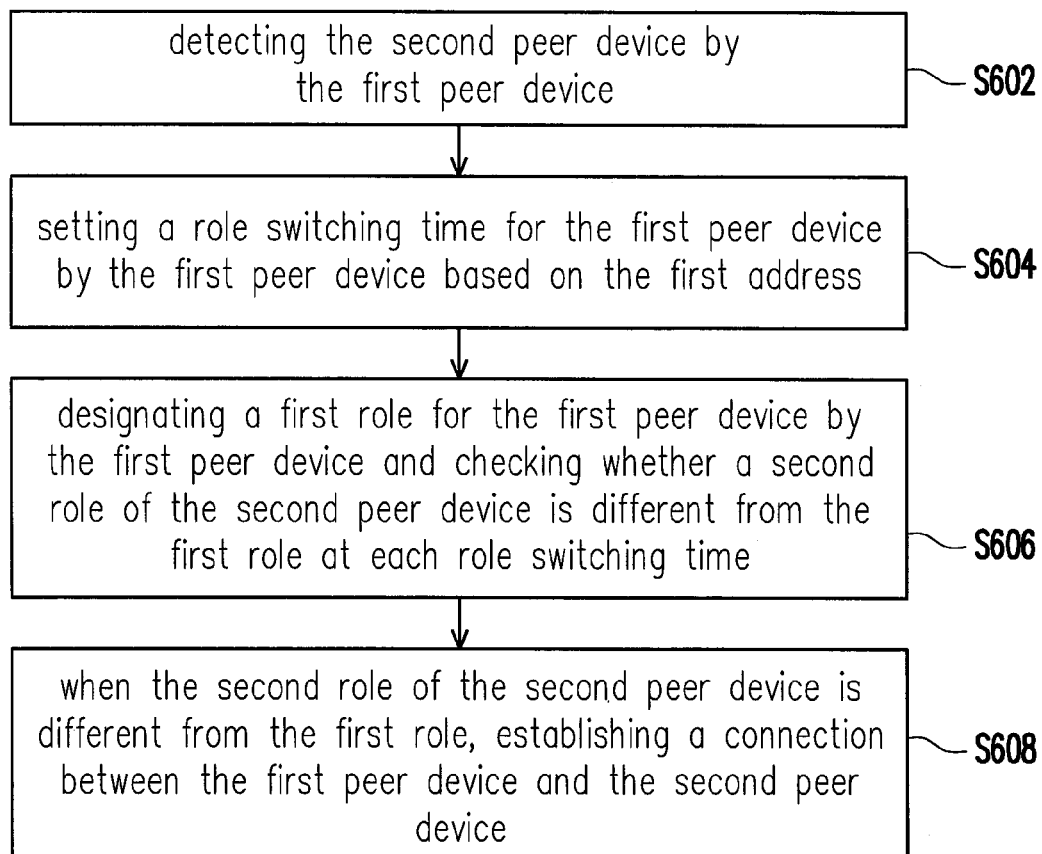 detecting the second peer device by
the first peer device
S602
setting a role switching time for the first peer device
by the first peer device based on the first address
S604
designating a first role for the first peer device by
the first peer device and checking whether a second
role of the second peer device is different from the
first role at each role switching time
S606
when the second role of the second peer device is
different from the first role, establishing a connection
between the first peer device and the second peer
device
S608